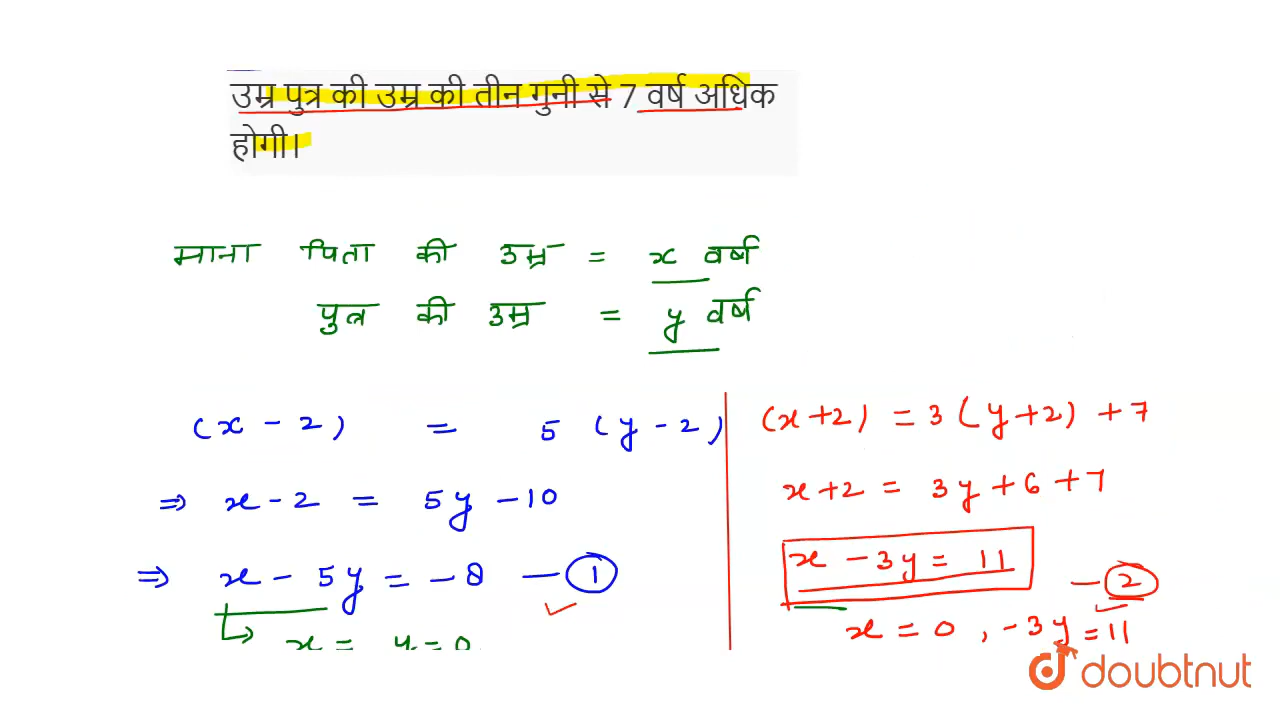 उम्र पुत्र की उम्र की तीन गुनी से 7 वर्ष अधिक
होगी।
माना पिता की उम्र = x वर्ष
पुत्र की उम्र = y वर्ष
(x - 2) = 5 (y - 2)
⇒ x - 2 = 5y - 10
⇒ x - 5y = -8 — 1
x = y = 0
(x+2) = 3 (y+2) + 7
x+2 = 3y + 6 + 7
x - 3y = 11
— 2
x = 0, -3y = 11
doubtnut